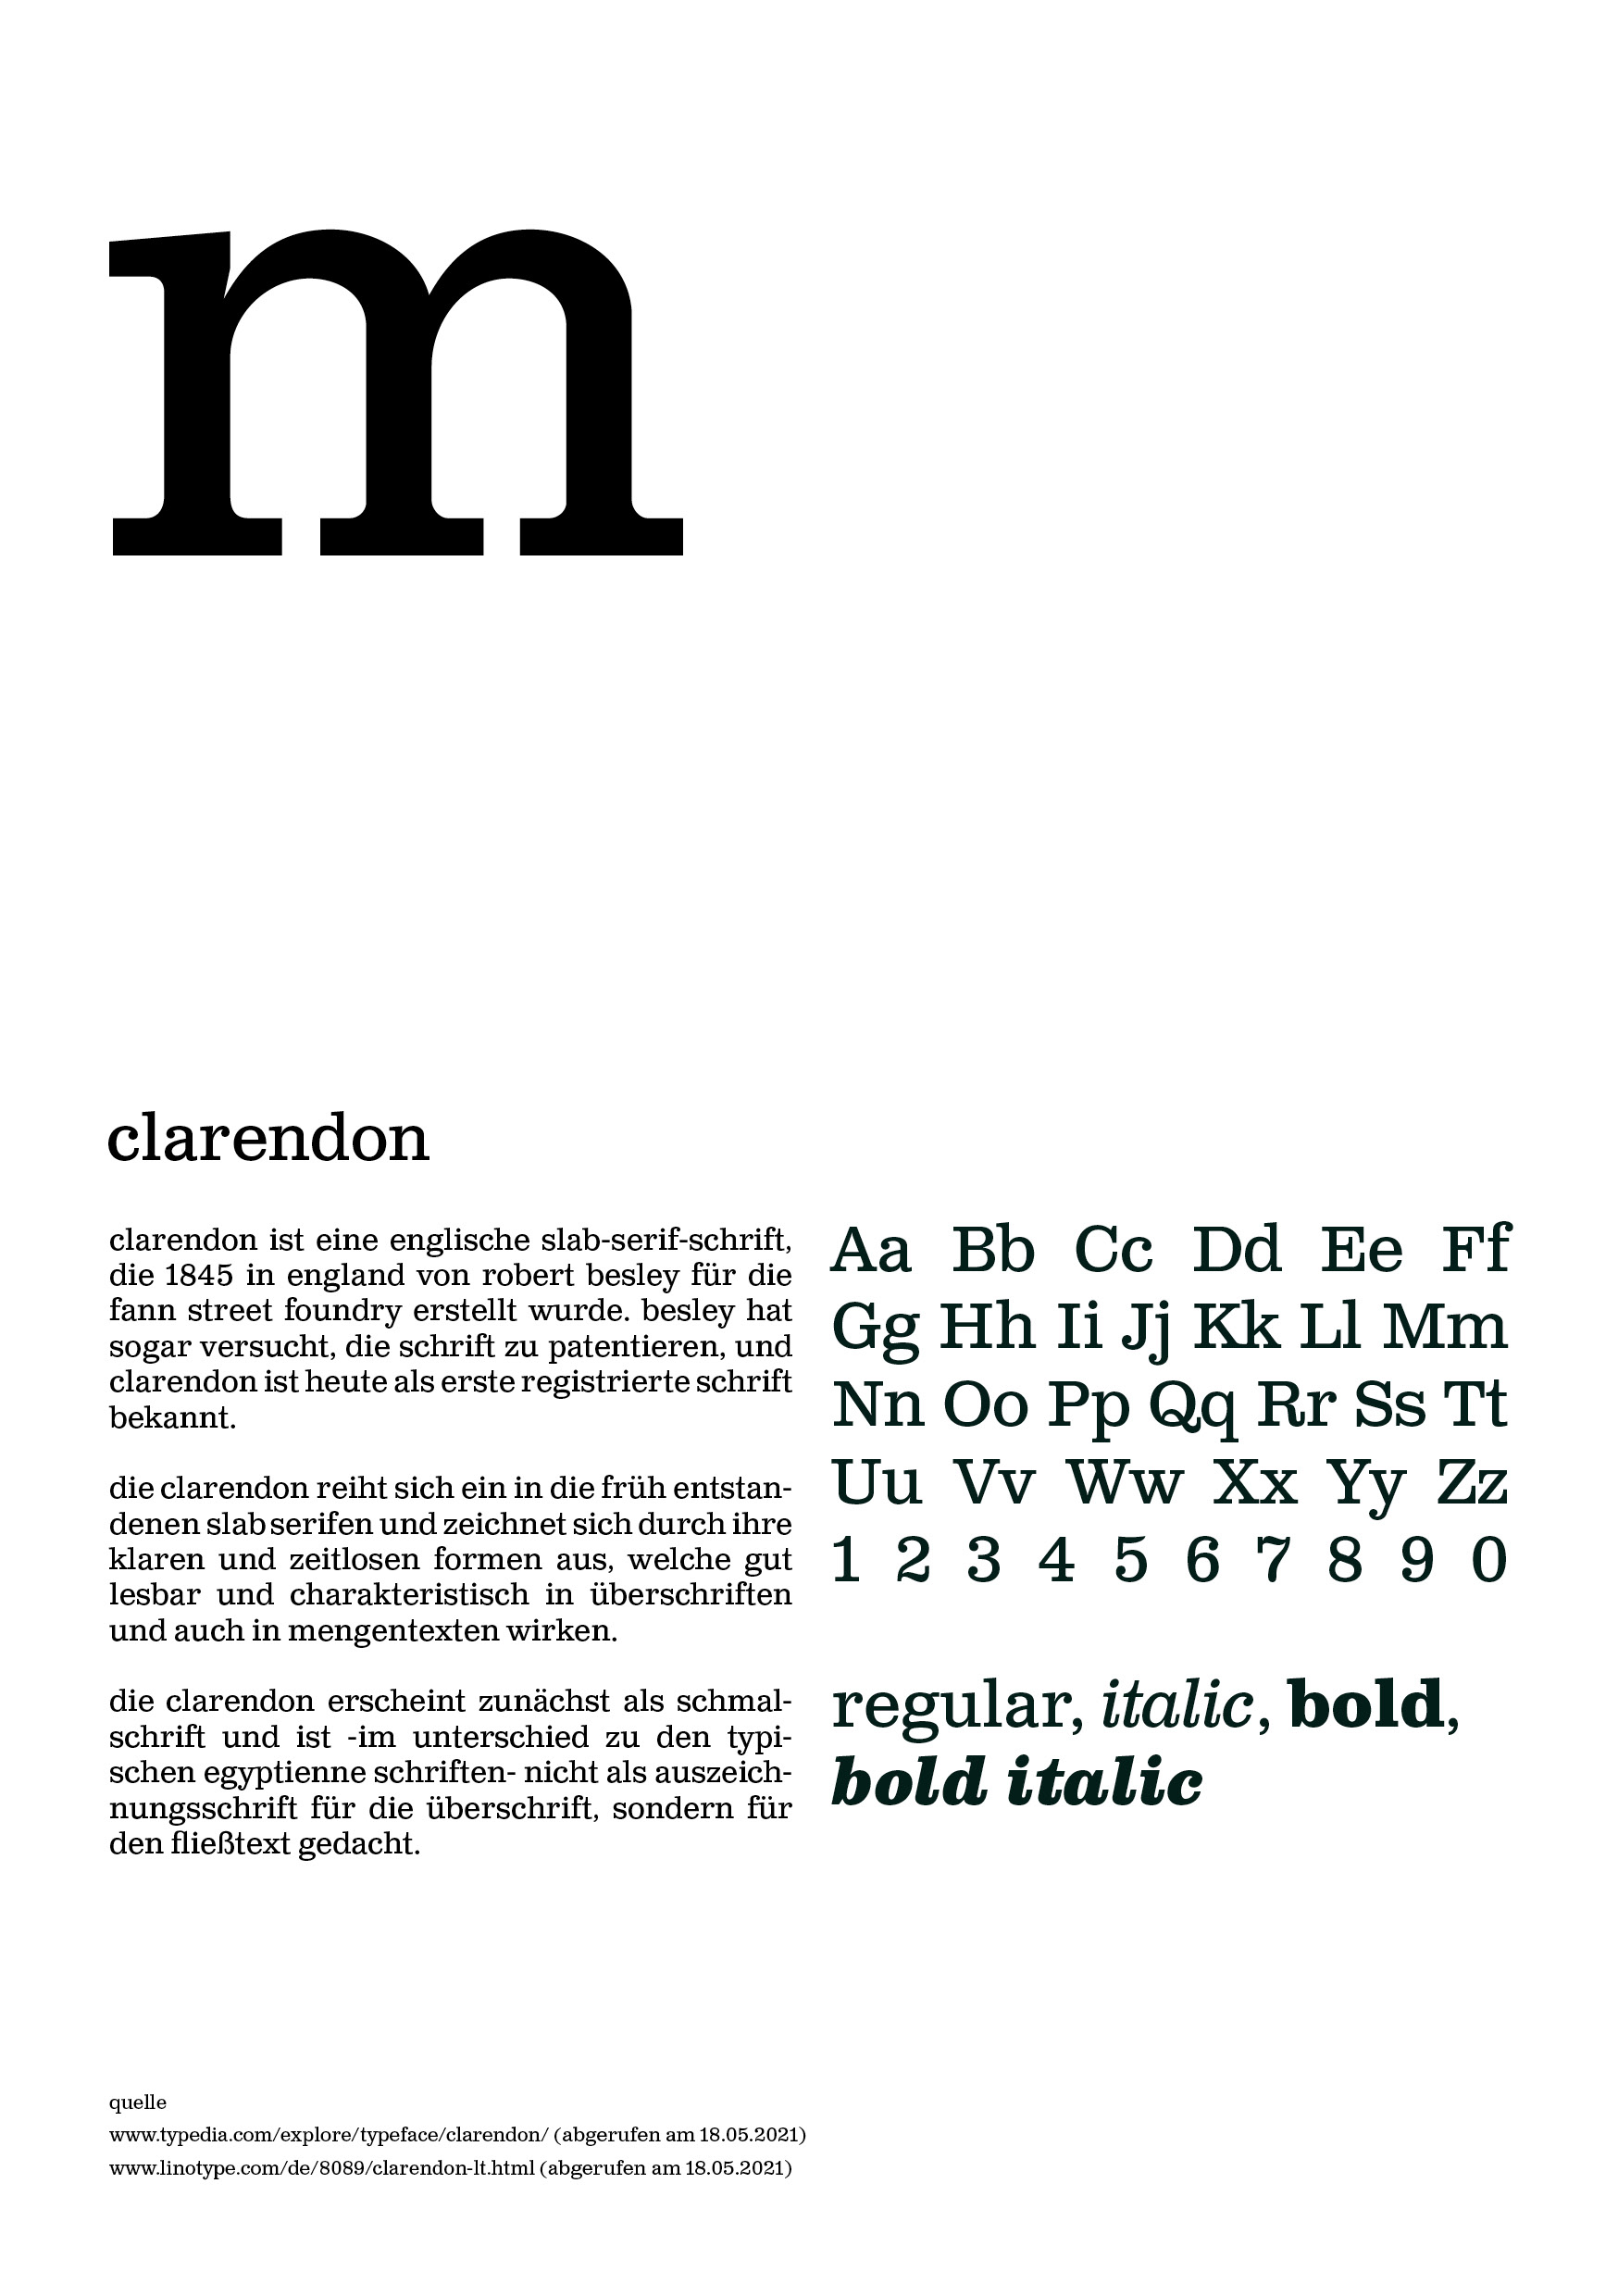 m
clarendon
clarendon ist eine englische slab-serif-schrift,
die 1845 in england von robert besley für die
fann street foundry erstellt wurde. besley hat
sogar versucht, die schrift zu patentieren, und
clarendon ist heute als erste registrierte schrift
bekannt.
die clarendon reiht sich ein in die früh entstan-
denen slab serifen und zeichnet sich durch ihre
klaren und zeitlosen formen aus, welche gut
lesbar und charakteristisch in überschriften
und auch in mengentexten wirken.
die clarendon erscheint zunächst als schmal-
schrift und ist -im unterschied zu den typi-
schen egyptienne schriften- nicht als auszeich-
nungsschrift für die überschrift, sondern für
den fließtext gedacht.
Aa Bb Cc Dd Ee Ff
Gg Hh Ii Jj Kk Ll Mm
Nn Oo Pp Qq Rr Ss Tt
Uu Vv Ww Xx Yy Zz
1 2 3 4 5 6 7 8 9 0
regular, italic, bold,
bold italic
quelle
www.typedia.com/explore/typeface/clarendon/ (abgerufen am 18.05.2021)
www.linotype.com/de/8089/clarendon-lt.html (abgerufen am 18.05.2021)